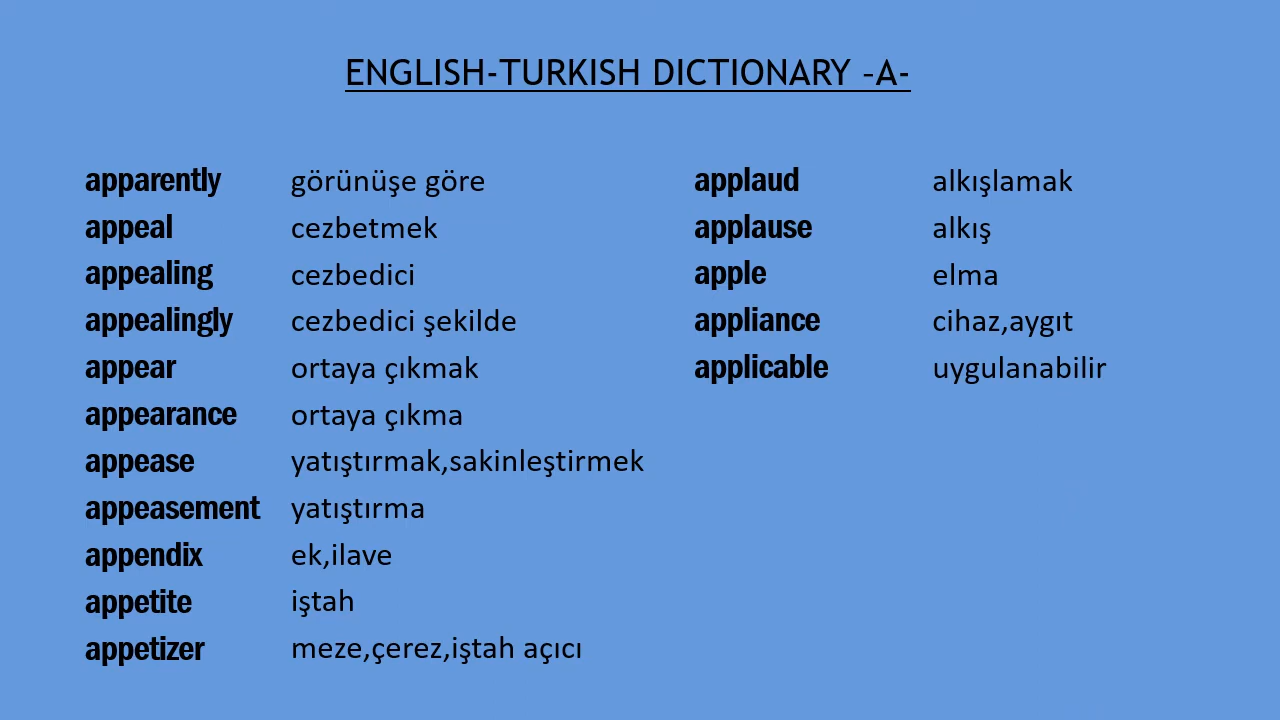 ENGLISH-TURKISH DICTIONARY –A-
apparently görünüşe göre
appeal cezbetmek
appealing cezbedici
appealingly cezbedici şekilde
appear ortaya çıkmak
appearance ortaya çıkma
appease yatıştırmak,sakinleştirmek
appeasement yatıştırma
appendix ek,ilave
appetite iştah
appetizer meze,çerez,iştah açıcı
applaud alkışlamak
applause alkış
apple elma
appliance cihaz,aygıt
applicable uygulanabilir